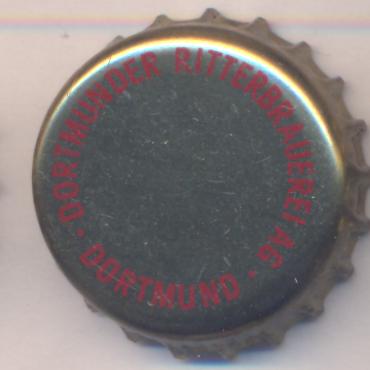 DORTMUNDER RITTERBRAUEREI AG
· DORTMUND ·